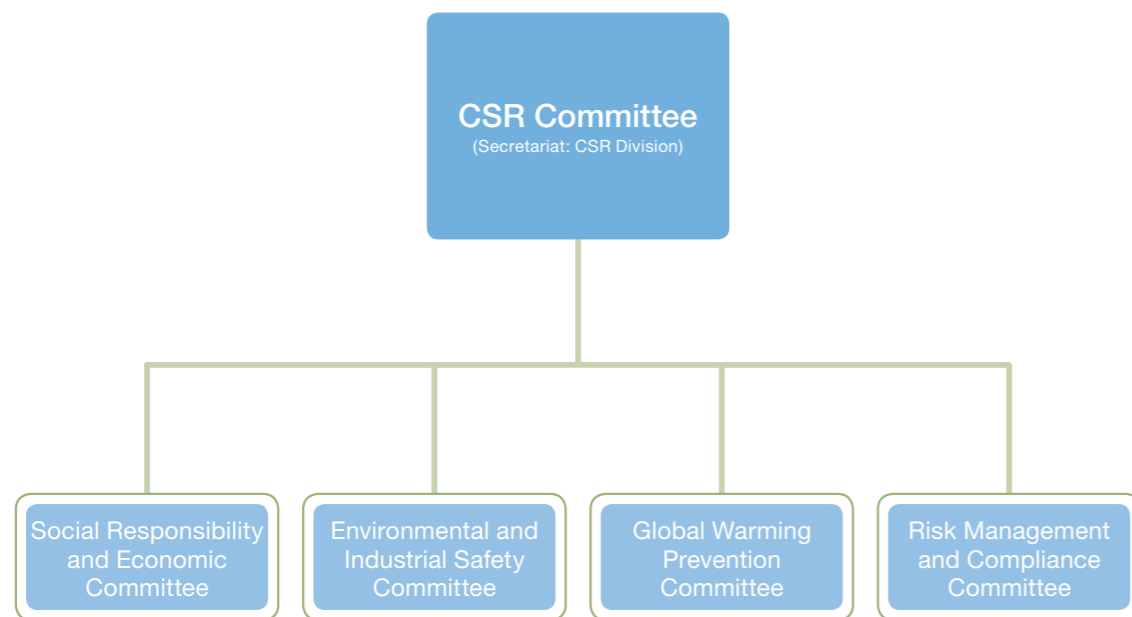 CSR Committee
(Secretariat: CSR Division)
Social Responsibility
and Economic
Committee
Environmental and
Industrial Safety
Committee
Global Warming
Prevention
Committee
Risk Management
and Compliance
Committee